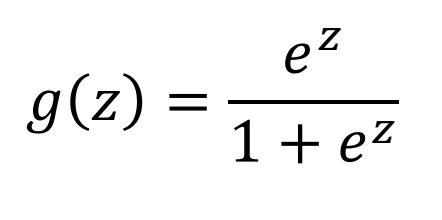 g(z) = e^z / (1 + e^z)